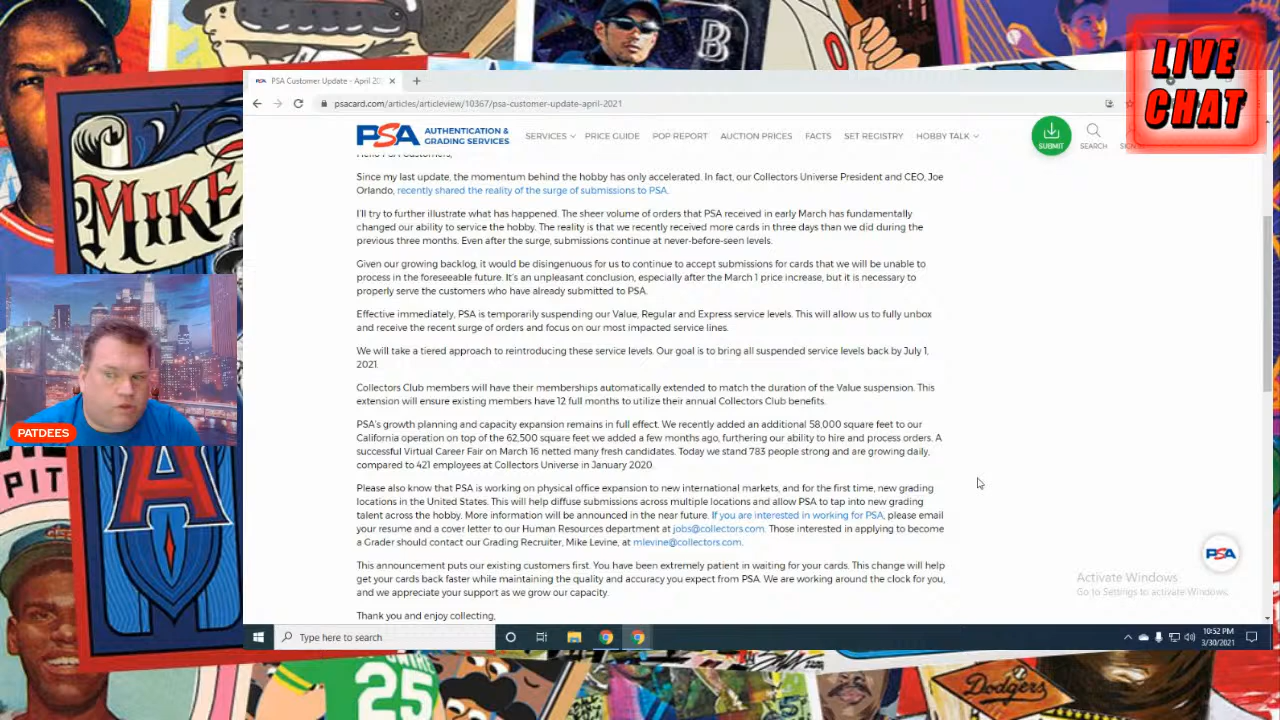 LIVE
CHAT
PSA Customer Update - April 20
psacard.com/articles/articleview/10367/psa-customer-update-april-2021
PSA
AUTHENTICATION &
GRADING SERVICES
SERVICES
PRICE GUIDE
POP REPORT
AUCTION PRICES
FACTS
SET REGISTRY
HOBBY TALK
SUBMIT
SEARCH
Hello PSA Customers,
Since my last update, the momentum behind the hobby has only accelerated. In fact, our Collectors Universe President and CEO, Joe
Orlando, recently shared the reality of the surge of submissions to PSA.
I'll try to further illustrate what has happened. The sheer volume of orders that PSA received in early March has fundamentally
changed our ability to service the hobby. The reality is that we recently received more cards in three days than we did during the
previous three months. Even after the surge, submissions continue at never-before-seen levels.
Given our growing backlog, it would be disingenuous for us to continue to accept submissions for cards that we will be unable to
process in the foreseeable future. It's an unpleasant conclusion, especially after the March 1 price increase, but it is necessary to
properly serve the customers who have already submitted to PSA.
Effective immediately, PSA is temporarily suspending our Value, Regular and Express service levels. This will allow us to fully unbox
and receive the recent surge of orders and focus on our most impacted service lines.
We will take a tiered approach to reintroducing these service levels. Our goal is to bring all suspended service levels back by July 1,
2021.
Collectors Club members will have their memberships automatically extended to match the duration of the Value suspension. This
extension will ensure existing members have 12 full months to utilize their annual Collectors Club benefits.
PSA's growth planning and capacity expansion remains in full effect. We recently added an additional 58,000 square feet to our
California operation on top of the 62,500 square feet we added a few months ago, furthering our ability to hire and process orders. A
successful Virtual Career Fair on March 16 netted many fresh candidates. Today we stand 783 people strong and are growing daily,
compared to 421 employees at Collectors Universe in January 2020.
Please also know that PSA is working on physical office expansion to new international markets, and for the first time, new grading
locations in the United States. This will help diffuse submissions across multiple locations and allow PSA to tap into new grading
talent across the hobby. More information will be announced in the near future. If you are interested in working for PSA, please email
your resume and a cover letter to our Human Resources department at jobs@collectors.com. Those interested in applying to become
a Grader should contact our Grading Recruiter, Mike Levine, at mlevine@collectors.com.
This announcement puts our existing customers first. You have been extremely patient in waiting for your cards. This change will help
get your cards back faster while maintaining the quality and accuracy you expect from PSA. We are working around the clock for you,
and we appreciate your support as we grow our capacity.
Thank you and enjoy collecting,
PSA
Activate Windows
Go to Settings to activate Windows.
Type here to search
10:52 PM
3/30/2021
PATDEES
MIKE
PIT
A
B
25
Dodgers